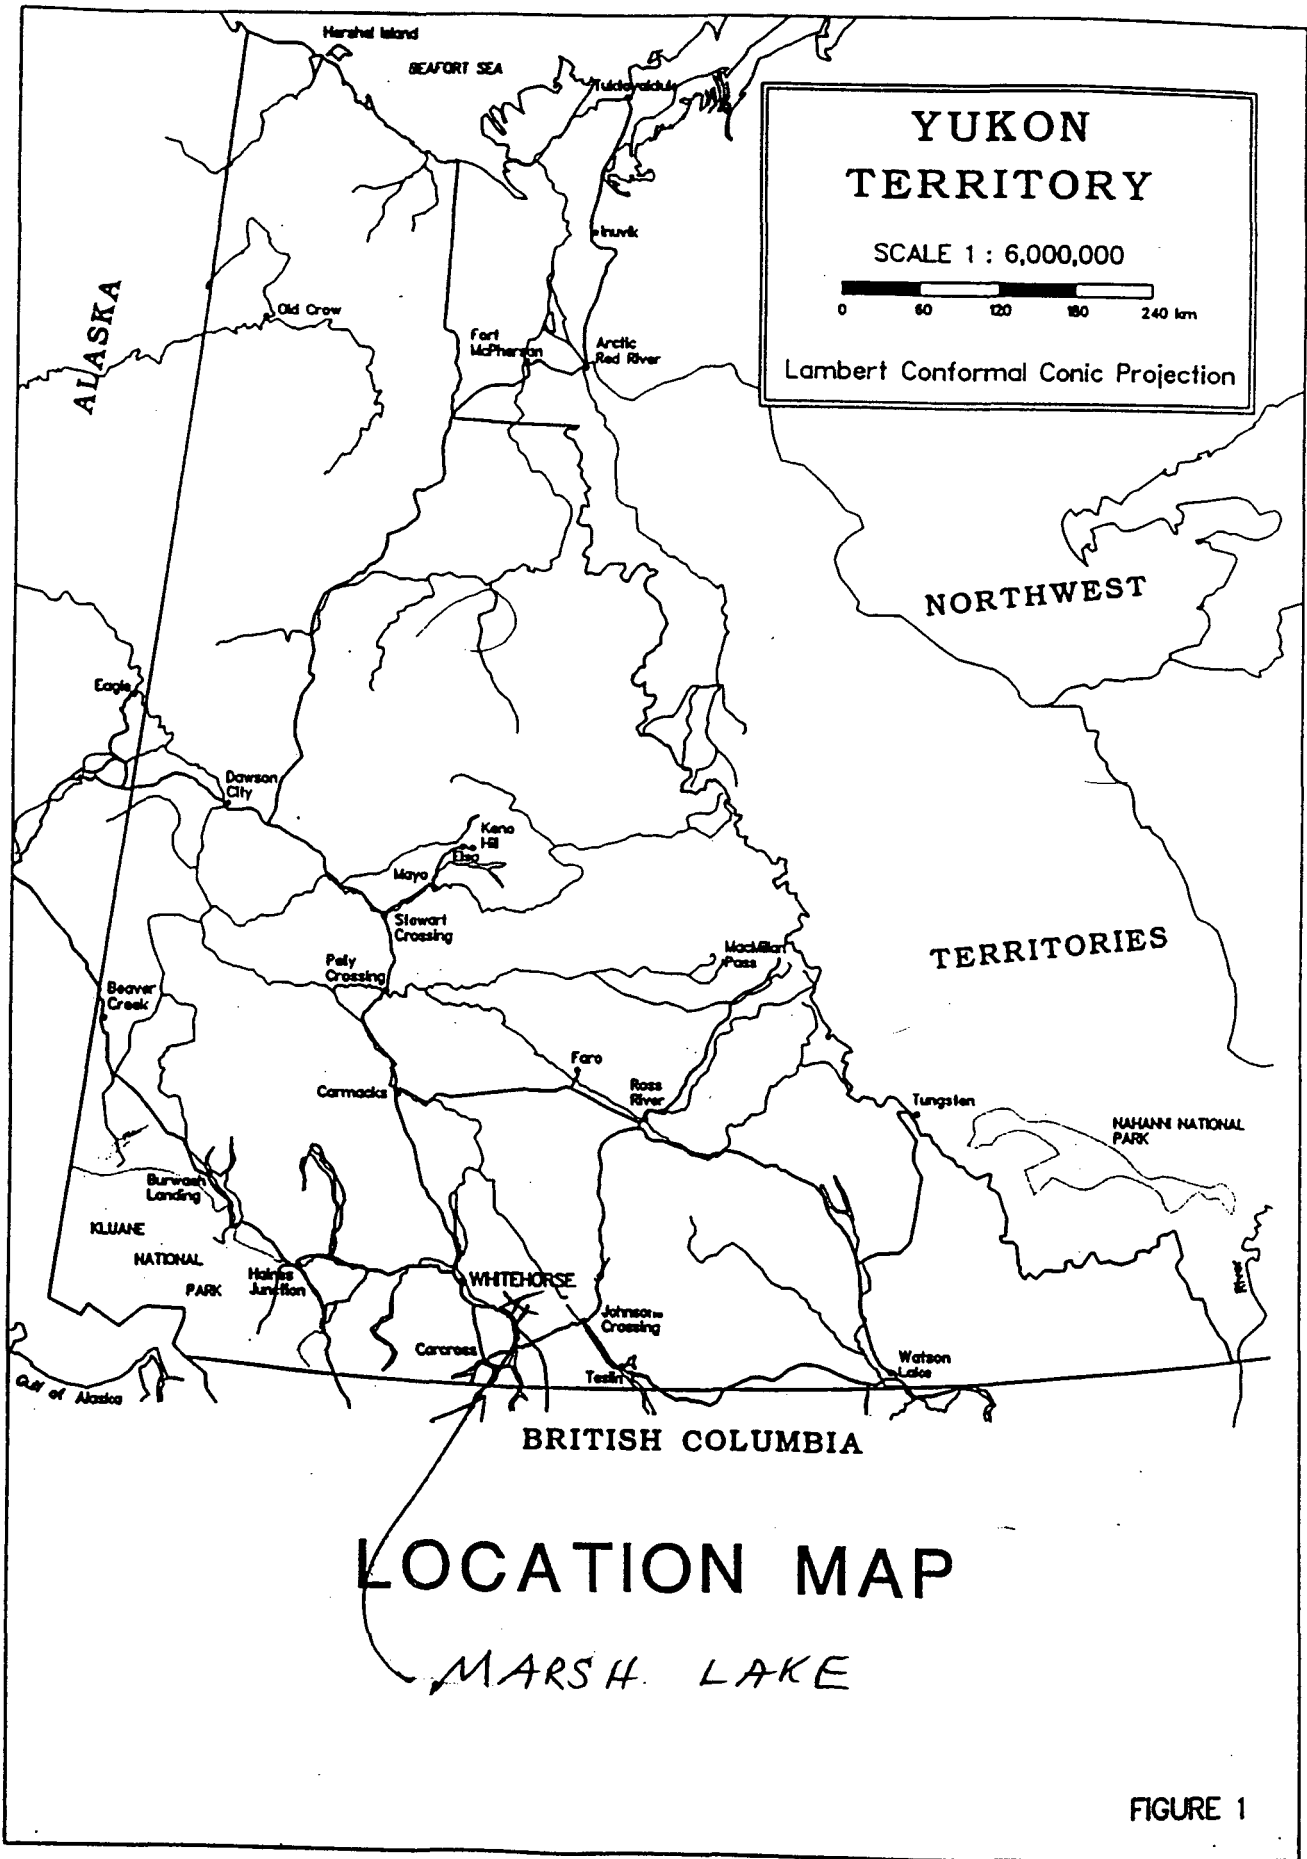 Hershel Island
BEAFORT SEA
Tuktoyaktuk
YUKON
TERRITORY
SCALE 1 : 6,000,000
0 60 120 180 240 km
Lambert Conformal Conic Projection
Inuvik
ALASKA
Old Crow
Fort
McPherson
Arctic
Red River
NORTHWEST
Eagle
Dawson
City
Keno
Hill
Elsa
Mayo
Stewart
Crossing
TERRITORIES
MacMillan
Pass
Pelly
Crossing
Beaver
Creek
Faro
Ross
River
Carmacks
Tungsten
NAHANNI NATIONAL
PARK
Burwash
Landing
KLUANE
NATIONAL
PARK
Haines
Junction
WHITEHORSE
River
Johnsons
Crossing
Carcross
Teslin
Watson
Lake
Gulf of Alaska
BRITISH COLUMBIA
LOCATION MAP
MARSH LAKE
FIGURE 1